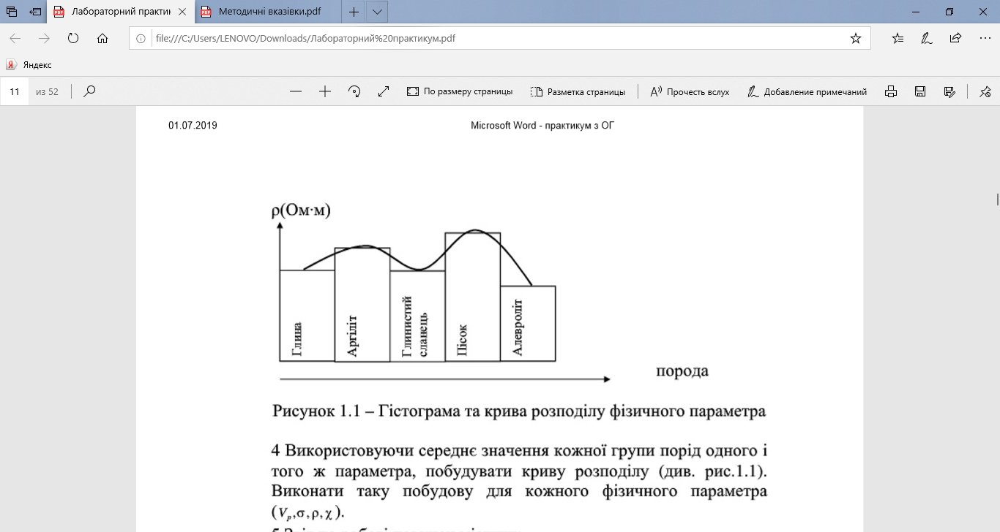 Лабораторний практик
Методичні вказівки.pdf
file:///C:/Users/LENOVO/Downloads/Лабораторний%20практикум.pdf
Яндекс
11 из 52
По размеру страницы
Разметка страницы
Прочесть вслух
Добавление примечаний
01.07.2019
Microsoft Word - практикум з ОГ
ρ(Ом·м)
Глина
Аргіліт
Глинистий
сланець
Пісок
Алевроліт
порода
Рисунок 1.1 – Гістограма та крива розподілу фізичного параметра
4 Використовуючи середнє значення кожної групи порід одного і
того ж параметра, побудувати криву розподілу (див. рис.1.1).
Виконати таку побудову для кожного фізичного параметра
(Vp,σ,ρ,χ).